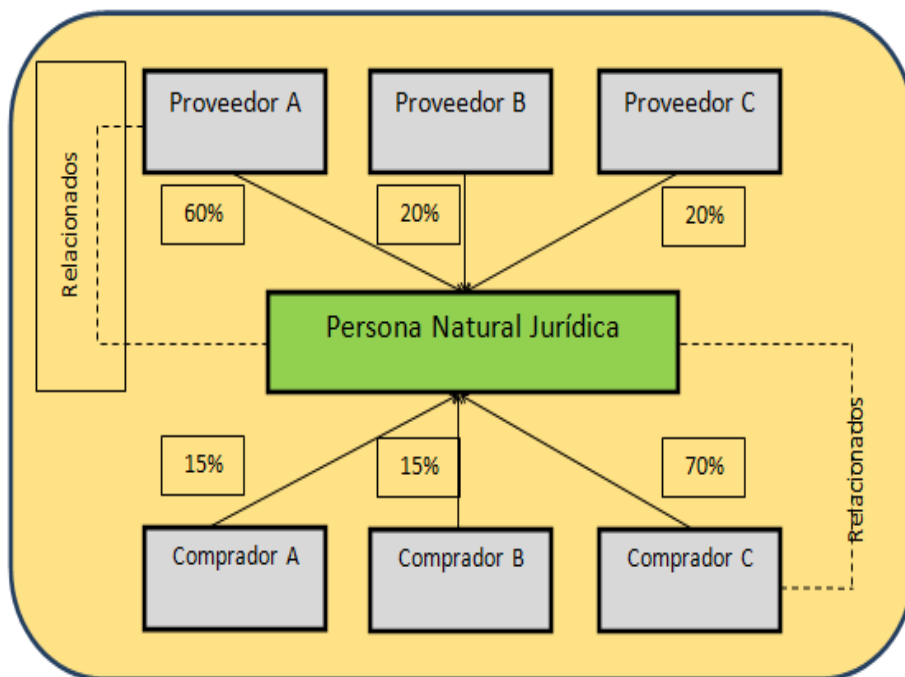 Proveedor A
Proveedor B
Proveedor C
Relacionados
60%
20%
20%
Persona Natural Jurídica
15%
15%
70%
Relacionados
Comprador A
Comprador B
Comprador C